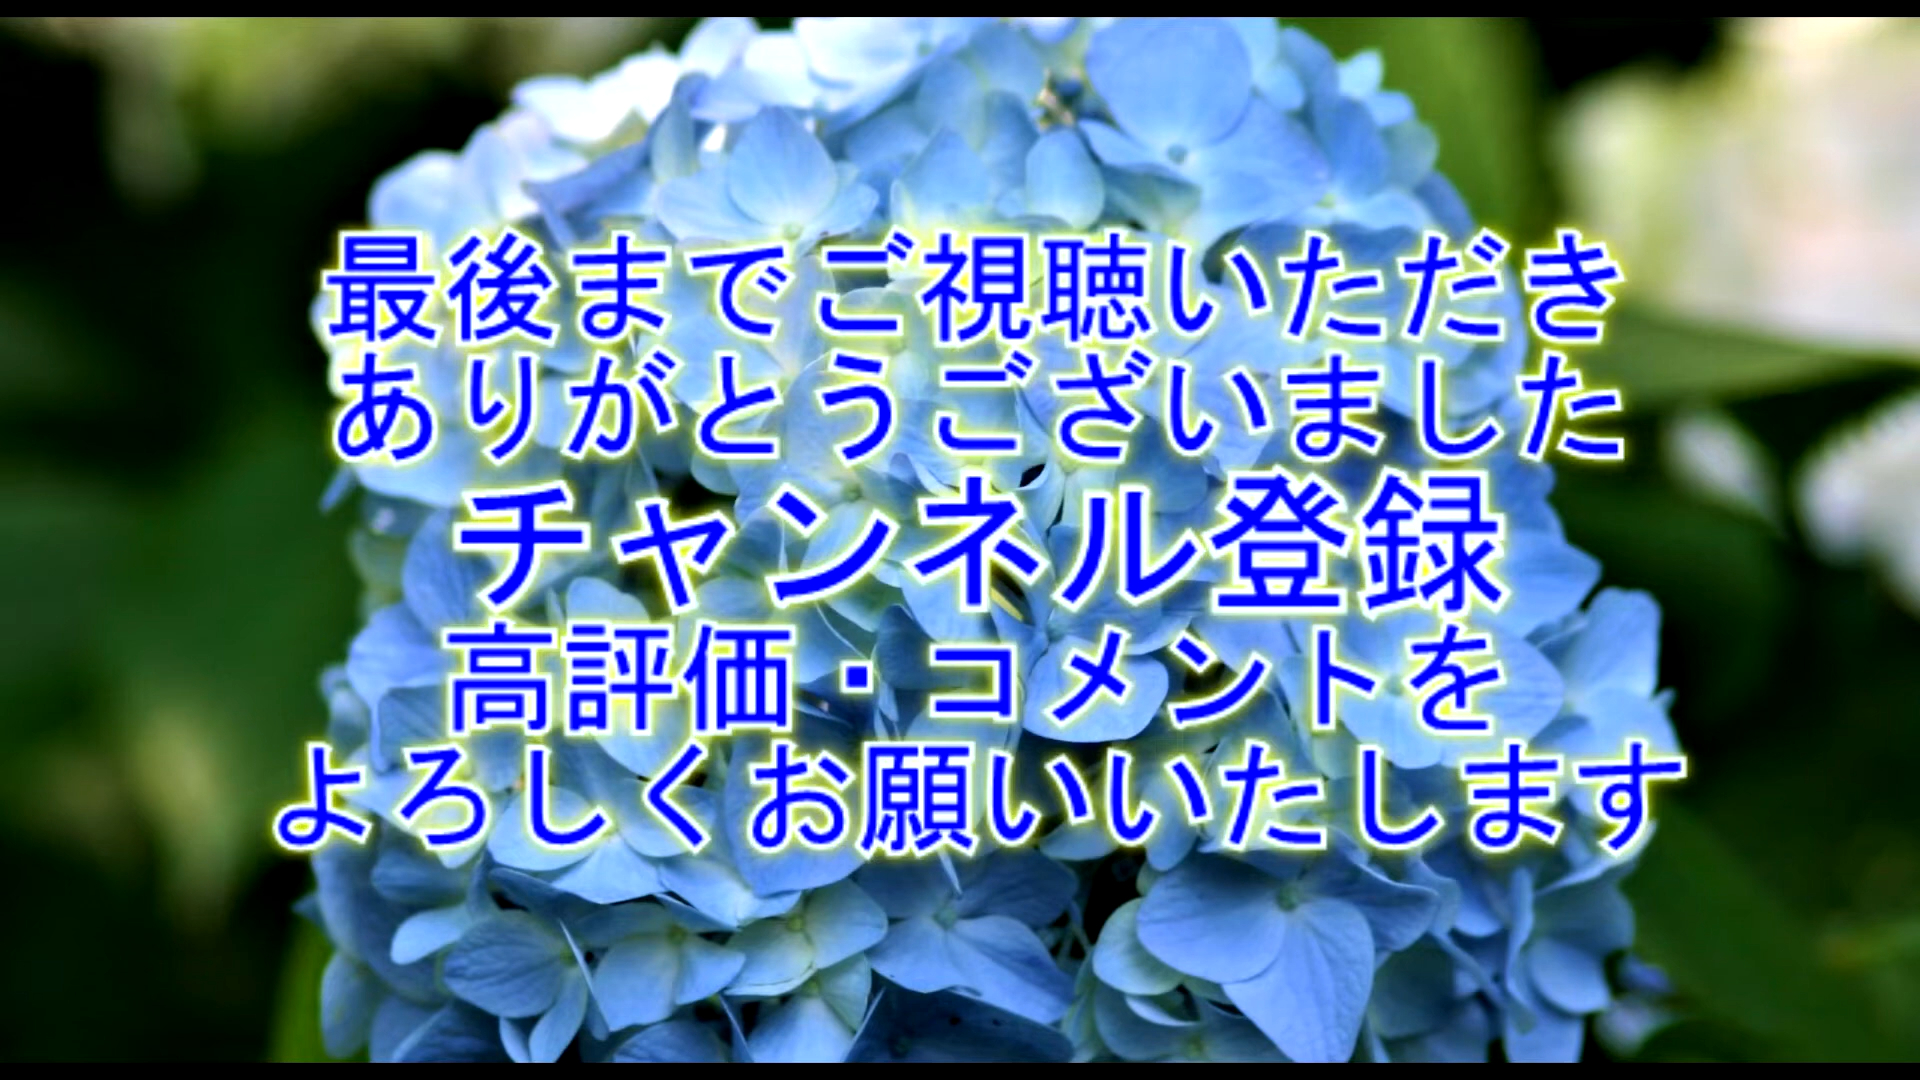 最後までご視聴いただき
ありがとうございました
チャンネル登録
高評価・コメントを
よろしくお願いいたします